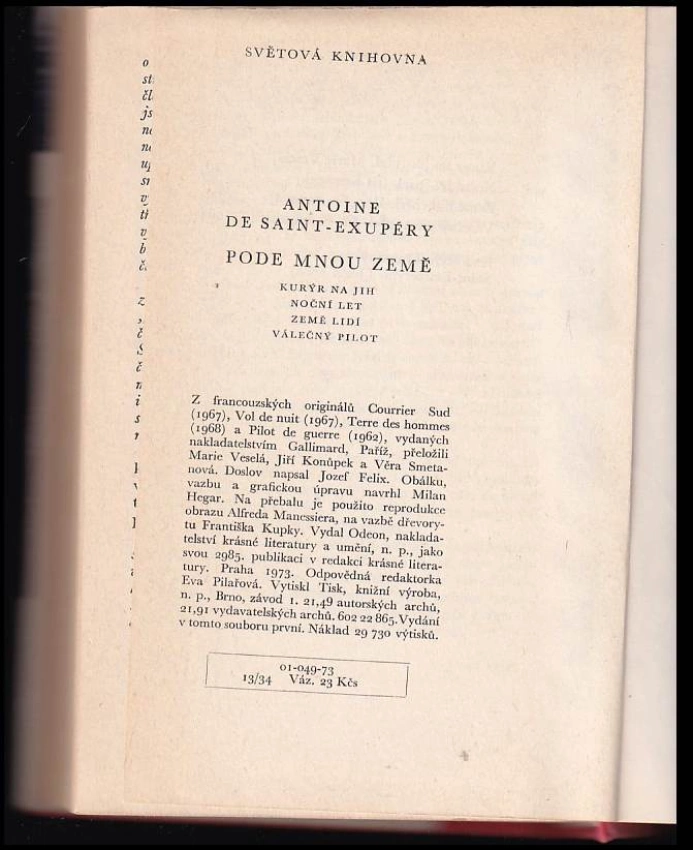 SVĚTOVÁ KNIHOVNA
ANTOINE
DE SAINT-EXUPÉRY
PODE MNOU ZEMĚ
KURÝR NA JIH
NOČNÍ LET
ZEMĚ LIDÍ
VÁLEČNÝ PILOT
Z francouzských originálů Courrier Sud
(1967), Vol de nuit (1967), Terre des hommes
(1968) a Pilot de guerre (1962), vydaných
nakladatelstvím Gallimard, Paříž, přeložili
Marie Veselá, Jiří Konůpek a Věra Smeta-
nová. Doslov napsal Jozef Felix. Obálku,
vazbu a grafickou úpravu navrhl Milan
Hegar. Na přebalu je použito reprodukce
obrazu Alfreda Manessiera, na vazbě dřevory-
tu Františka Kupky. Vydal Odeon, naklada-
telství krásné literatury a umění, n. p., jako
svou 2985. publikaci v redakci krásné litera-
tury. Praha 1973. Odpovědná redaktorka
Eva Pilařová. Vytiskl Tisk, knižní výroba,
n. p., Brno, závod 1. 21,49 autorských archů,
21,91 vydavatelských archů. 602 22 865. Vydání
v tomto souboru první. Náklad 29 730 výtisků.
01-049-73
13/34 Váz. 23 Kčs